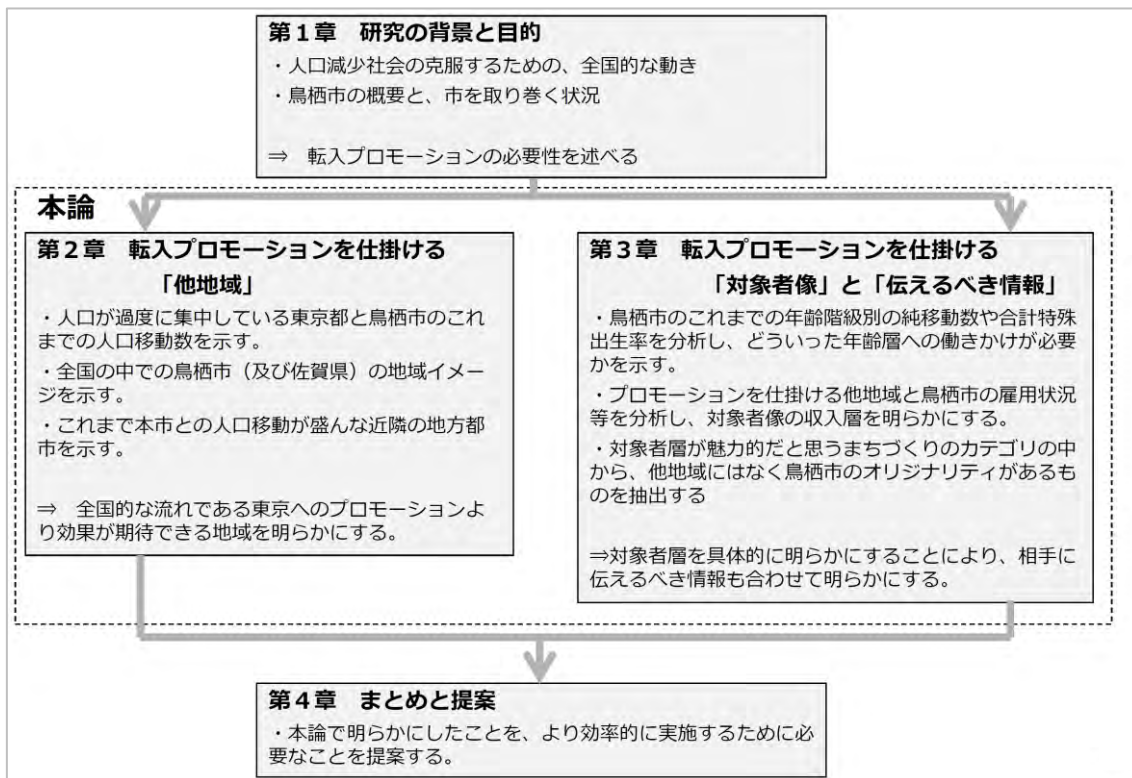 第１章　研究の背景と目的
・人口減少社会の克服するための、全国的な動き
・鳥栖市の概要と、市を取り巻く状況
⇒　転入プロモーションの必要性を述べる
本論
第２章　転入プロモーションを仕掛ける
「他地域」
・人口が過度に集中している東京都と鳥栖市のこれ
までの人口移動数を示す。
・全国の中での鳥栖市（及び佐賀県）の地域イメー
ジを示す。
・これまで本市との人口移動が盛んな近隣の地方都
市を示す。
⇒　全国的な流れである東京へのプロモーションよ
り効果が期待できる地域を明らかにする。
第３章　転入プロモーションを仕掛ける
「対象者像」と「伝えるべき情報」
・鳥栖市のこれまでの年齢階級別の純移動数や合計特殊
出生率を分析し、どういった年齢層への働きかけが必要
かを示す。
・プロモーションを仕掛ける他地域と鳥栖市の雇用状況
等を分析し、対象者像の収入層を明らかにする。
・対象者層が魅力的だと思うまちづくりのカテゴリの中
から、他地域にはなく鳥栖市のオリジナリティがあるも
のを抽出する
⇒対象者層を具体的に明らかにすることにより、相手に
伝えるべき情報も合わせて明らかにする。
第４章　まとめと提案
・本論で明らかにしたことを、より効率的に実施するために必
要なことを提案する。